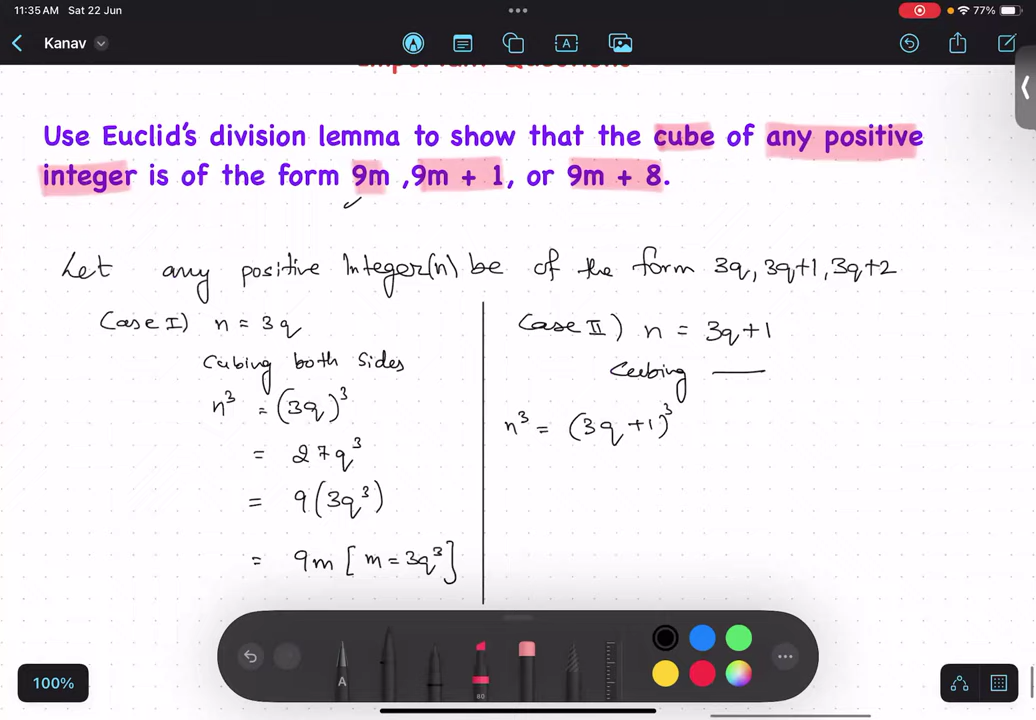 11:35 AM Sat 22 Jun
77%
Kanav
Important Questions
Use Euclid's division lemma to show that the cube of any positive
integer is of the form 9m ,9m + 1, or 9m + 8.
Let any positive Integer(n) be of the form 3q, 3q+1, 3q+2
Case I) n = 3q
Cubing both sides
n³ = (3q)³
= 27q³
= 9(3q³)
= 9m [m = 3q³]
Case II) n = 3q+1
Cubing
n³ = (3q+1)³
A
80
100%